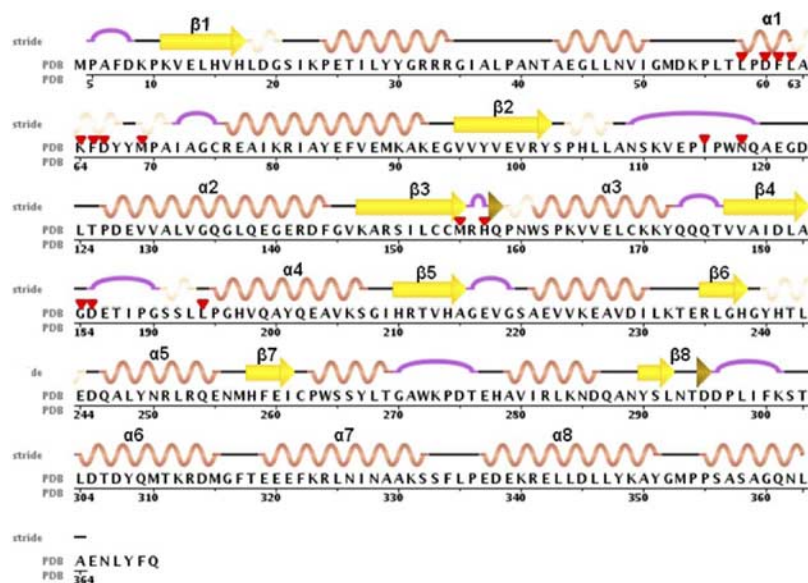 β1 α1
stride
PDB MPAFDKPKVELHVHLDGSIKPETILYYGRRRGIALPANTAEGLLNVIGMDKPLTLPDFLA
PDB 5 10 20 30 40 50 60 63
β2
stride
PDB KFDYYMPAIAGCREAIKRIAYEFVEMKAKEGVVYVEVRYSPHLLANSKVEPIPWNQAEGD
PDB 64 70 80 90 100 110 120 123
α2 β3 α3 β4
stride
PDB LTPDEVVALVGQGLQEGERDFGVKARSILCCMRHQPNWSPKVVELCKKYQQQTVVAIDLA
PDB 124 130 140 150 160 170 180 183
α4 β5 β6
stride
PDB GDETIPGSSLLPGHVQAYQEAVKSGIHRTVHAGEVGSAEVVKEAVDILKTERLGHGYHTL
PDB 154 190 200 210 220 230 240
α5 β7 β8
de
PDB EDQALYNRLRQENMHFEICPWSSYLTGAWKPDTEHAVIRLKNDQANYSLNTDDPLIFKST
PDB 244 250 260 270 280 290 300
α6 α7 α8
stride
PDB LDTDYQMTKRDMGFTEEEFKRLNINAAKSSFLPEDEKRELLDLLYKAYGMPPSASAGQNL
PDB 304 310 320 330 340 350 360
stride
PDB AENLYFQ
PDB 364